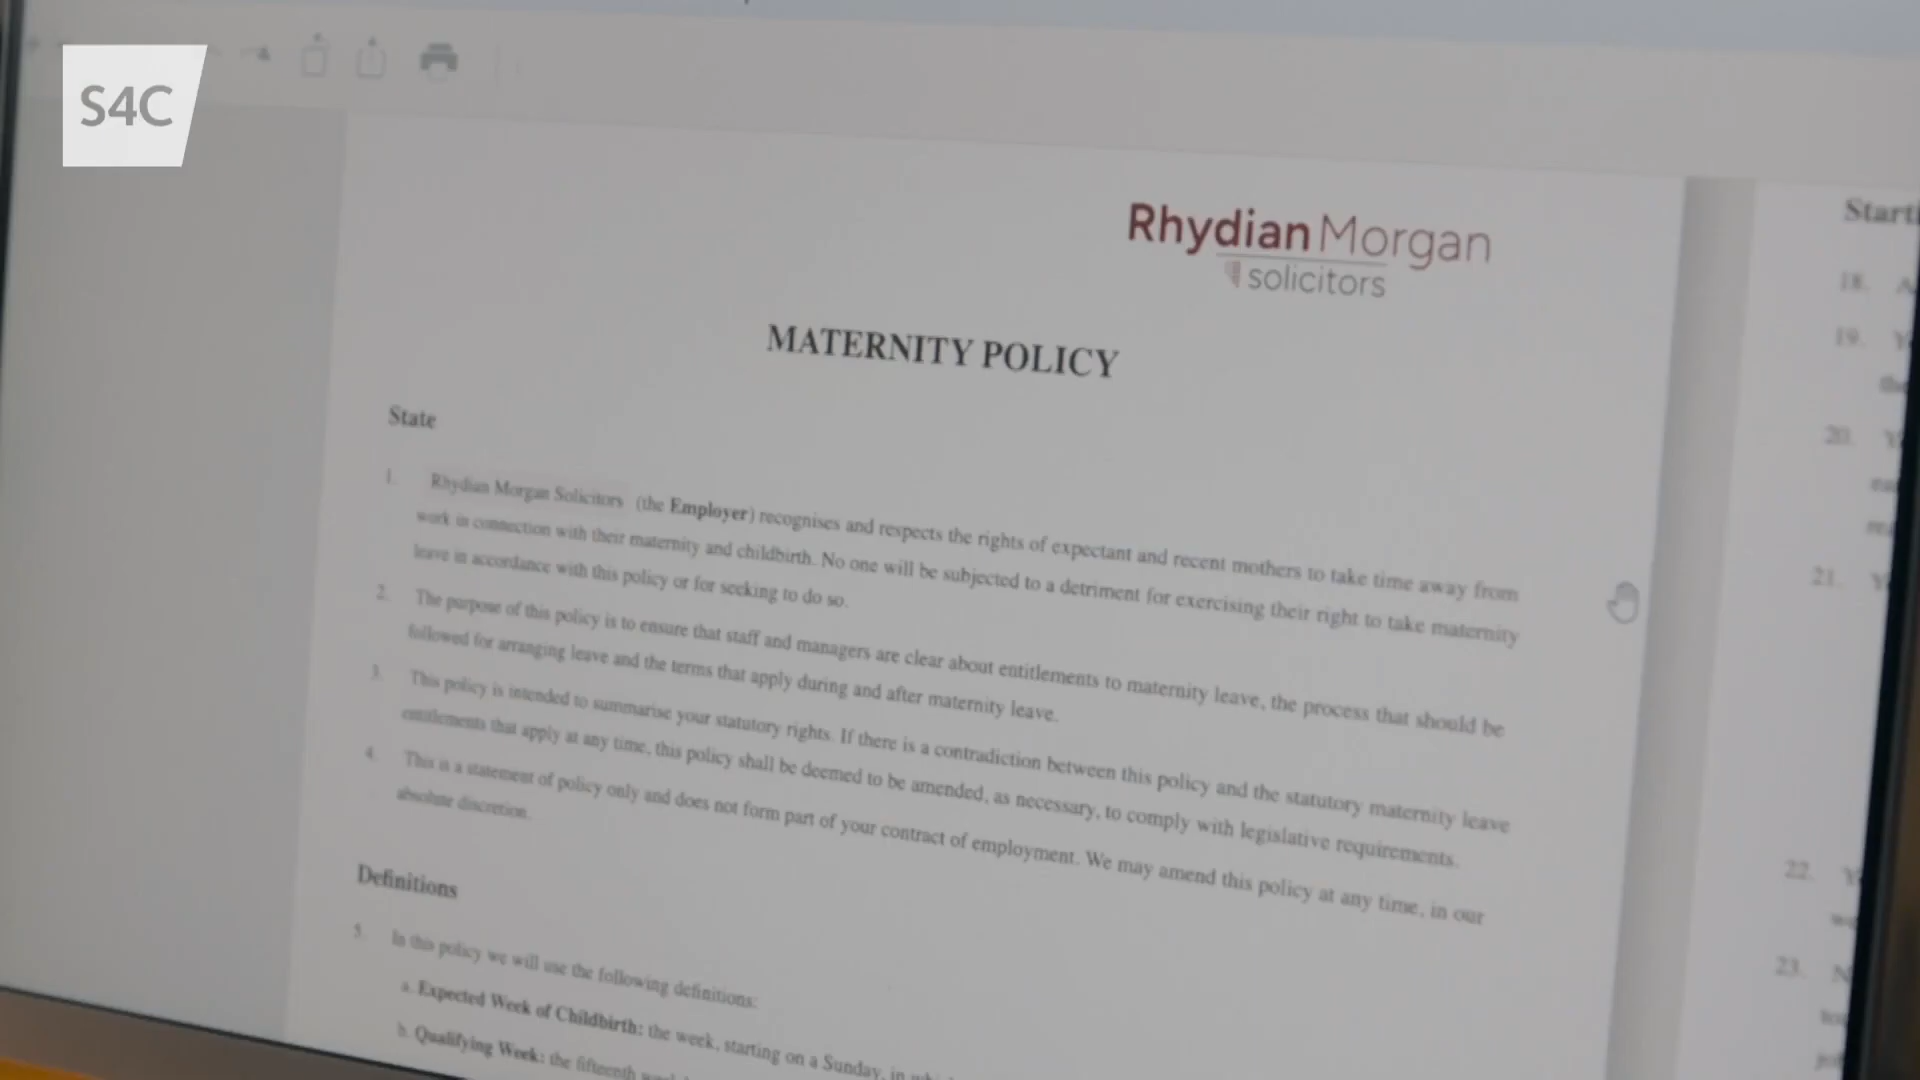 S4C
Rhydian Morgan
solicitors
MATERNITY POLICY
State
1. Rhydian Morgan Solicitors (the Employer) recognises and respects the rights of expectant and recent mothers to take time away from
work in connection with their maternity and childbirth. No one will be subjected to a detriment for exercising their right to take maternity
leave in accordance with this policy or for seeking to do so.
2. The purpose of this policy is to ensure that staff and managers are clear about entitlements to maternity leave, the process that should be
followed for arranging leave and the terms that apply during and after maternity leave.
3. This policy is intended to summarise your statutory rights. If there is a contradiction between this policy and the statutory maternity leave
entitlements that apply at any time, this policy shall be deemed to be amended, as necessary, to comply with legislative requirements.
4. This is a statement of policy only and does not form part of your contract of employment. We may amend this policy at any time, in our
absolute discretion.
Definitions
5. In this policy we will use the following definitions:
a. Expected Week of Childbirth: the week, starting on a Sunday, in
b. Qualifying Week: the fifteenth
Starti
18. A
19. Y
the
20. Y
21. Y
22. Y
23. N